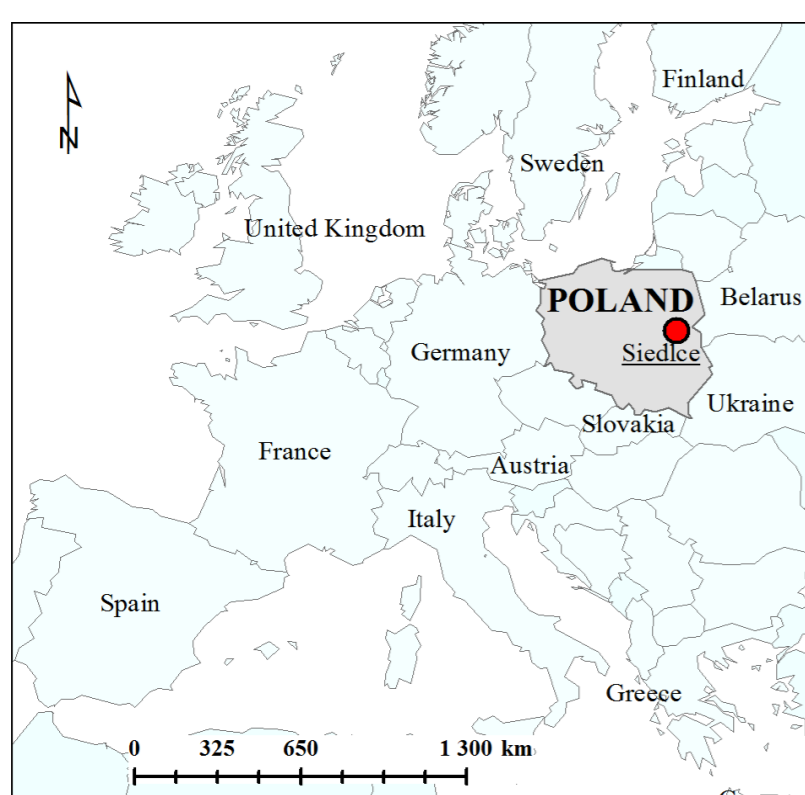 Finland
N
Sweden
United Kingdom
POLAND
Belarus
Siedlce
Germany
Ukraine
Slovakia
France
Austria
Italy
Spain
Greece
0 325 650 1 300 km